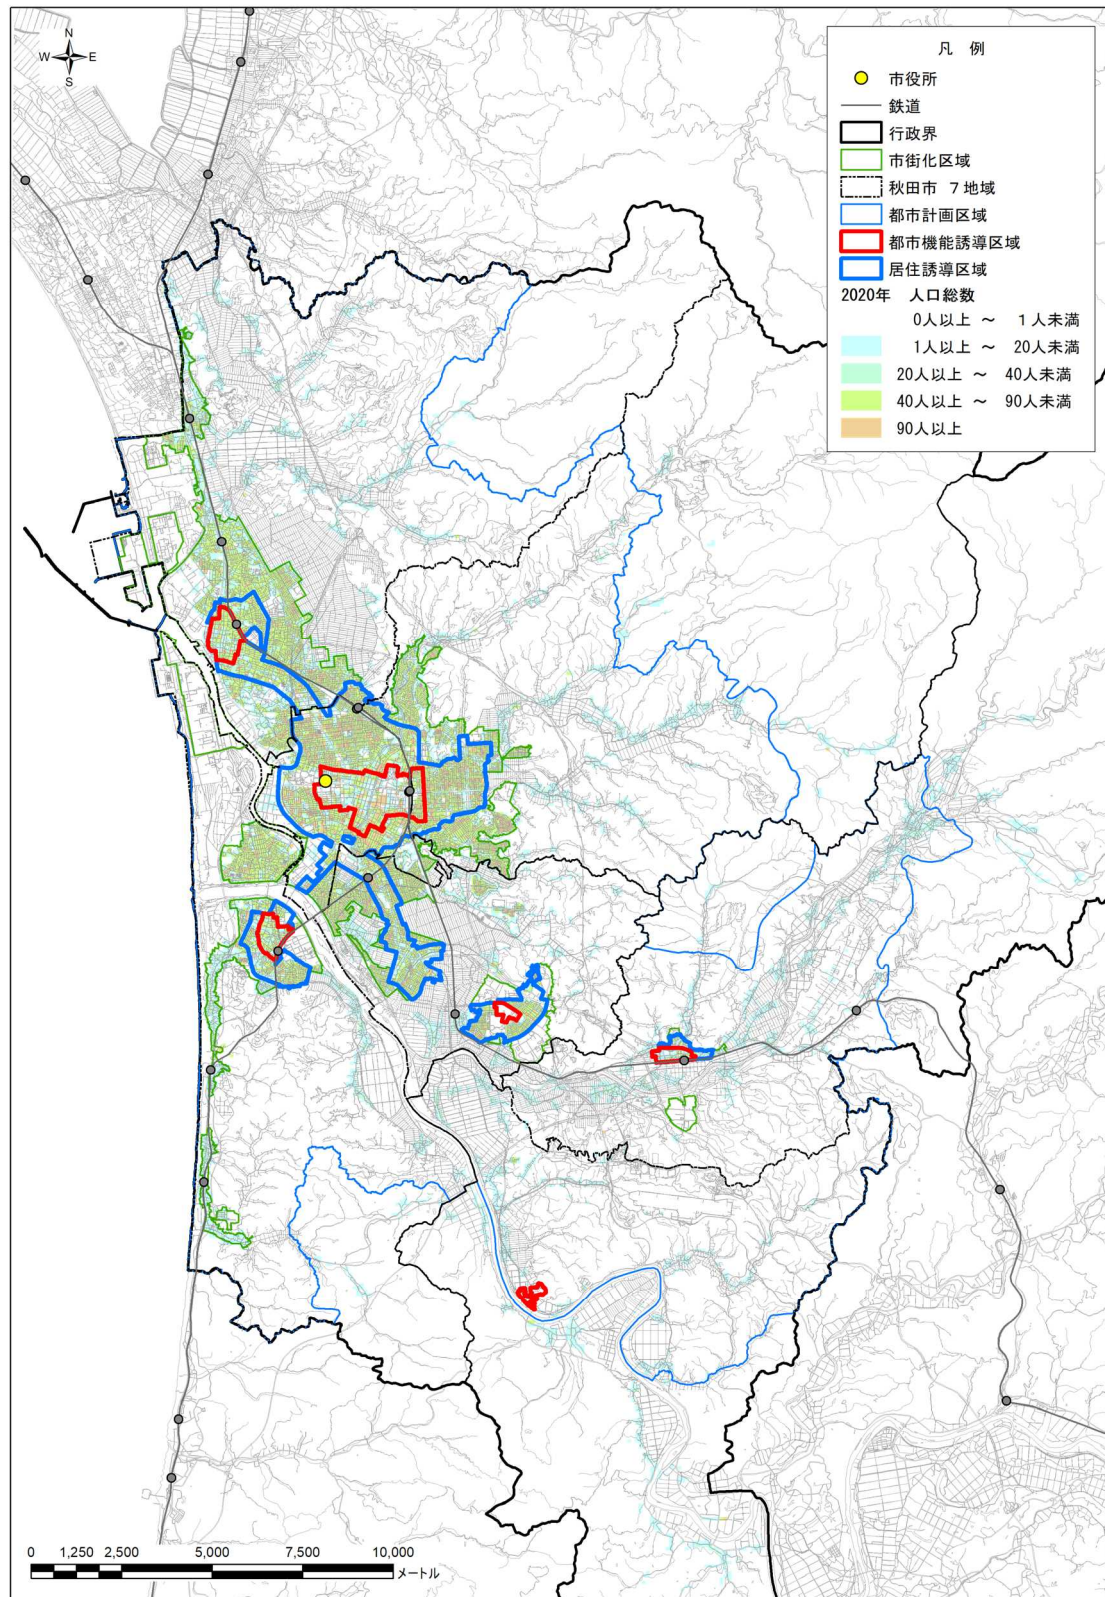 N
W E
S
凡 例
市役所
鉄道
行政界
市街化区域
秋田市 7地域
都市計画区域
都市機能誘導区域
居住誘導区域
2020年 人口総数
0人以上 ~ 1人未満
1人以上 ~ 20人未満
20人以上 ~ 40人未満
40人以上 ~ 90人未満
90人以上
0 1,250 2,500 5,000 7,500 10,000
メートル